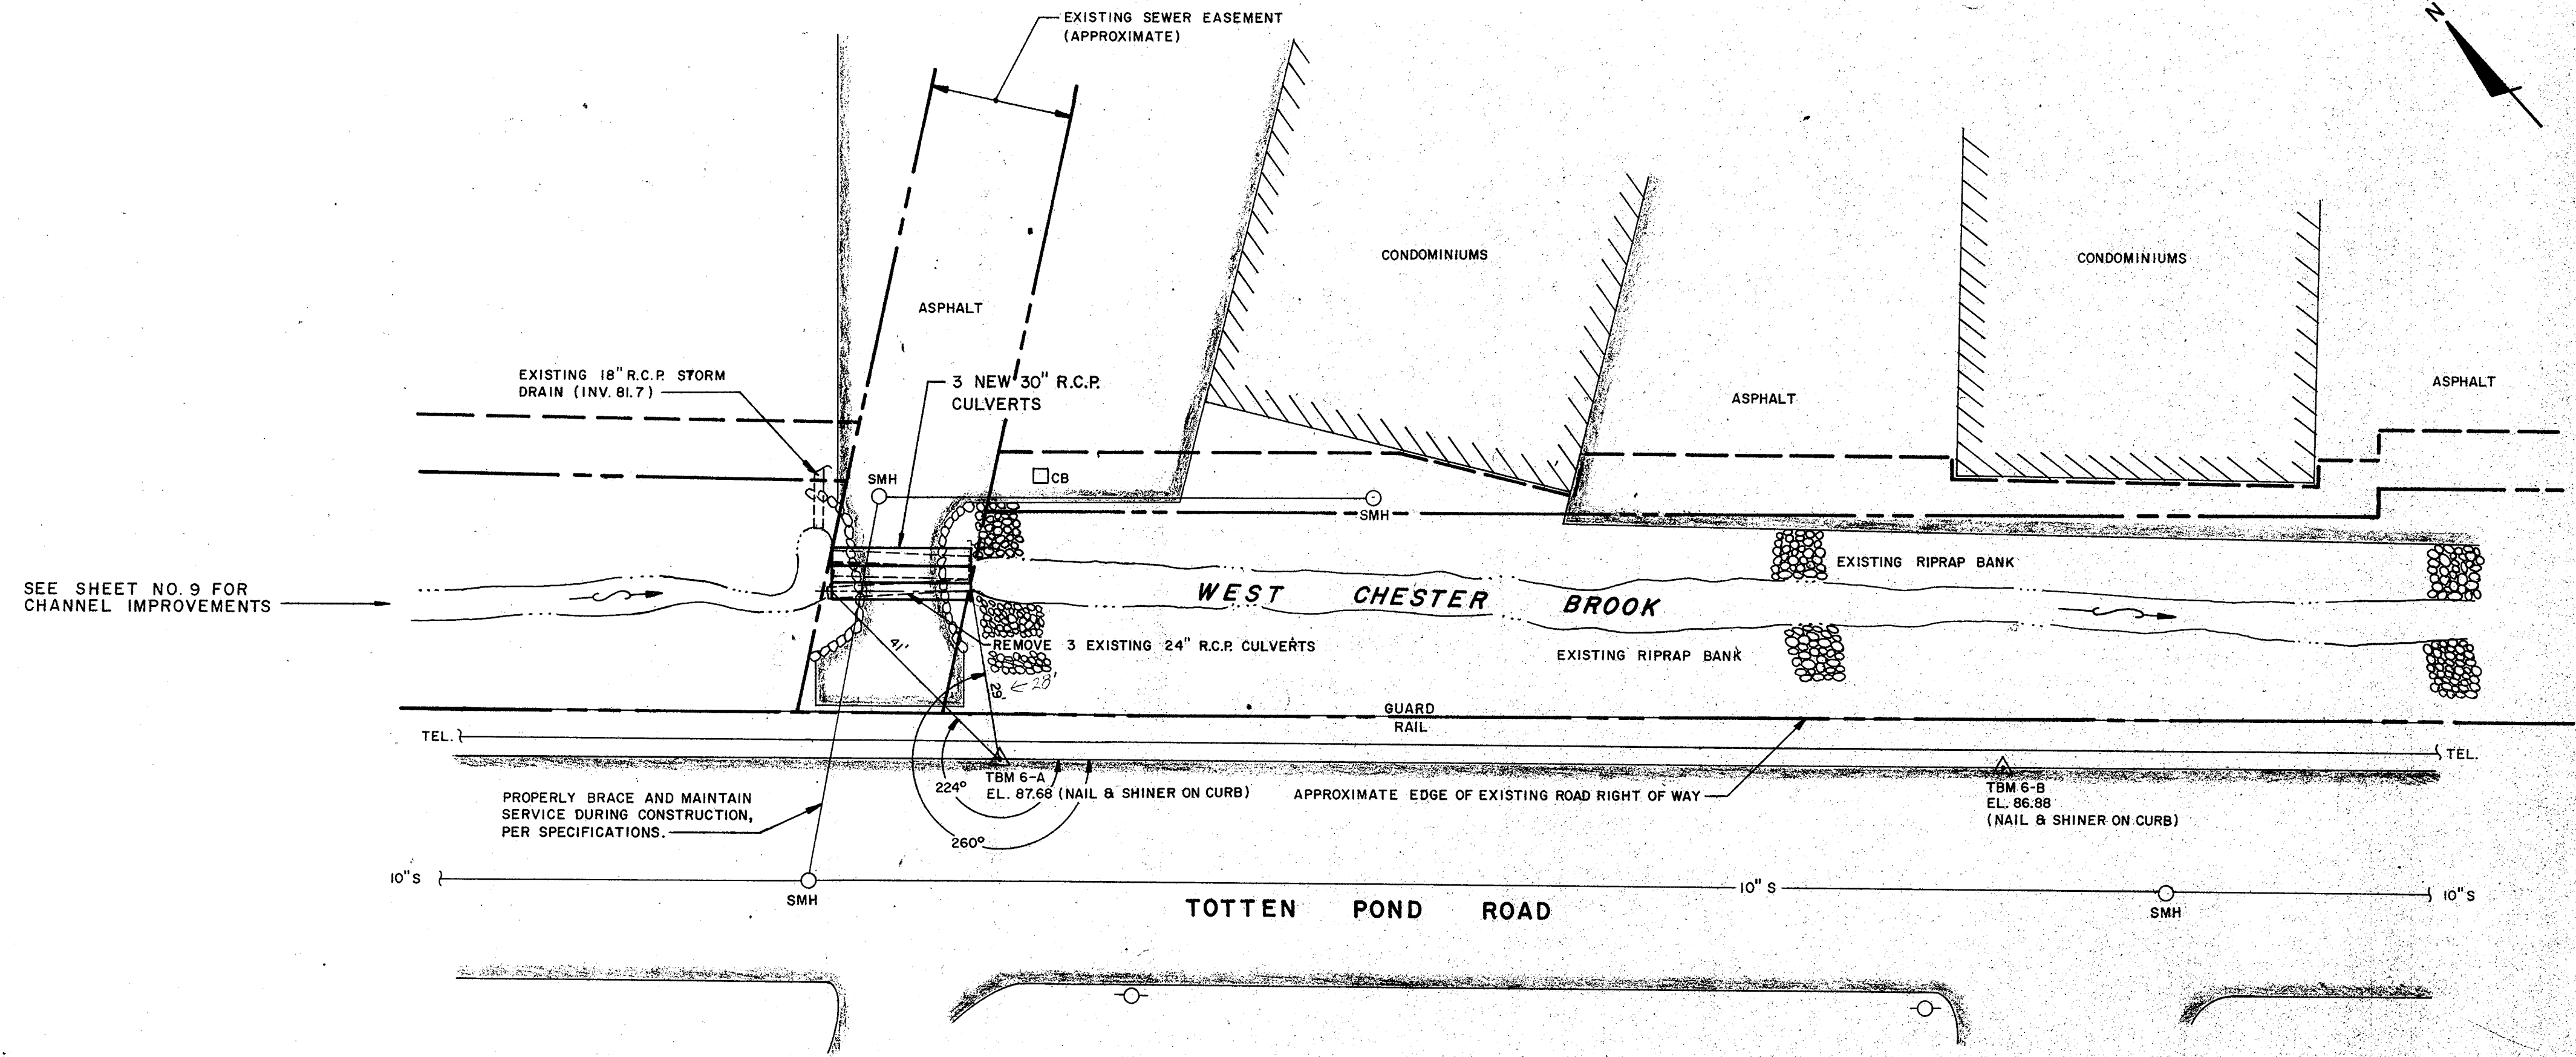 EXISTING SEWER EASEMENT
(APPROXIMATE)
N
CONDOMINIUMS
CONDOMINIUMS
ASPHALT
EXISTING 18" R.C.P. STORM
DRAIN (INV. 81.7)
3 NEW 30" R.C.P.
CULVERTS
ASPHALT
ASPHALT
SMH
CB
SMH
SEE SHEET NO. 9 FOR
CHANNEL IMPROVEMENTS
WEST CHESTER BROOK
EXISTING RIPRAP BANK
41'
REMOVE 3 EXISTING 24" R.C.P. CULVERTS
EXISTING RIPRAP BANK
29'
← 28'
GUARD
RAIL
TEL.
TEL.
TBM 6-A
EL. 87.68 (NAIL & SHINER ON CURB)
224°
260°
APPROXIMATE EDGE OF EXISTING ROAD RIGHT OF WAY
TBM 6-B
EL. 86.88
(NAIL & SHINER ON CURB)
PROPERLY BRACE AND MAINTAIN
SERVICE DURING CONSTRUCTION,
PER SPECIFICATIONS.
10" S
SMH
10" S
10" S
SMH
TOTTEN POND ROAD